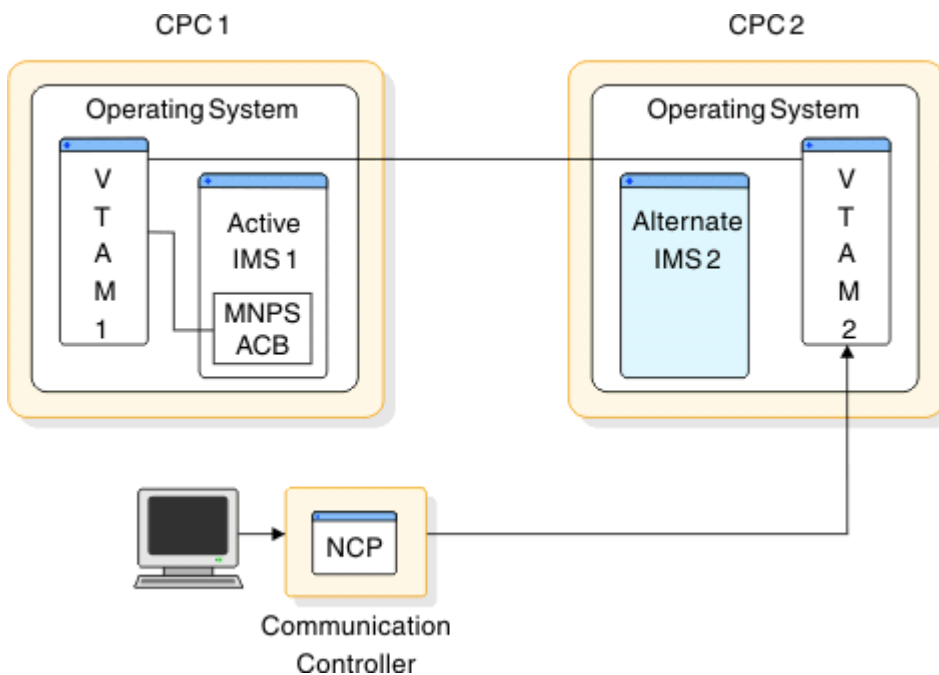 CPC 1
CPC 2
Operating System
V
T
A
M
1
Active
IMS 1
MNPS
ACB
Operating System
Alternate
IMS 2
V
T
A
M
2
NCP
Communication
Controller